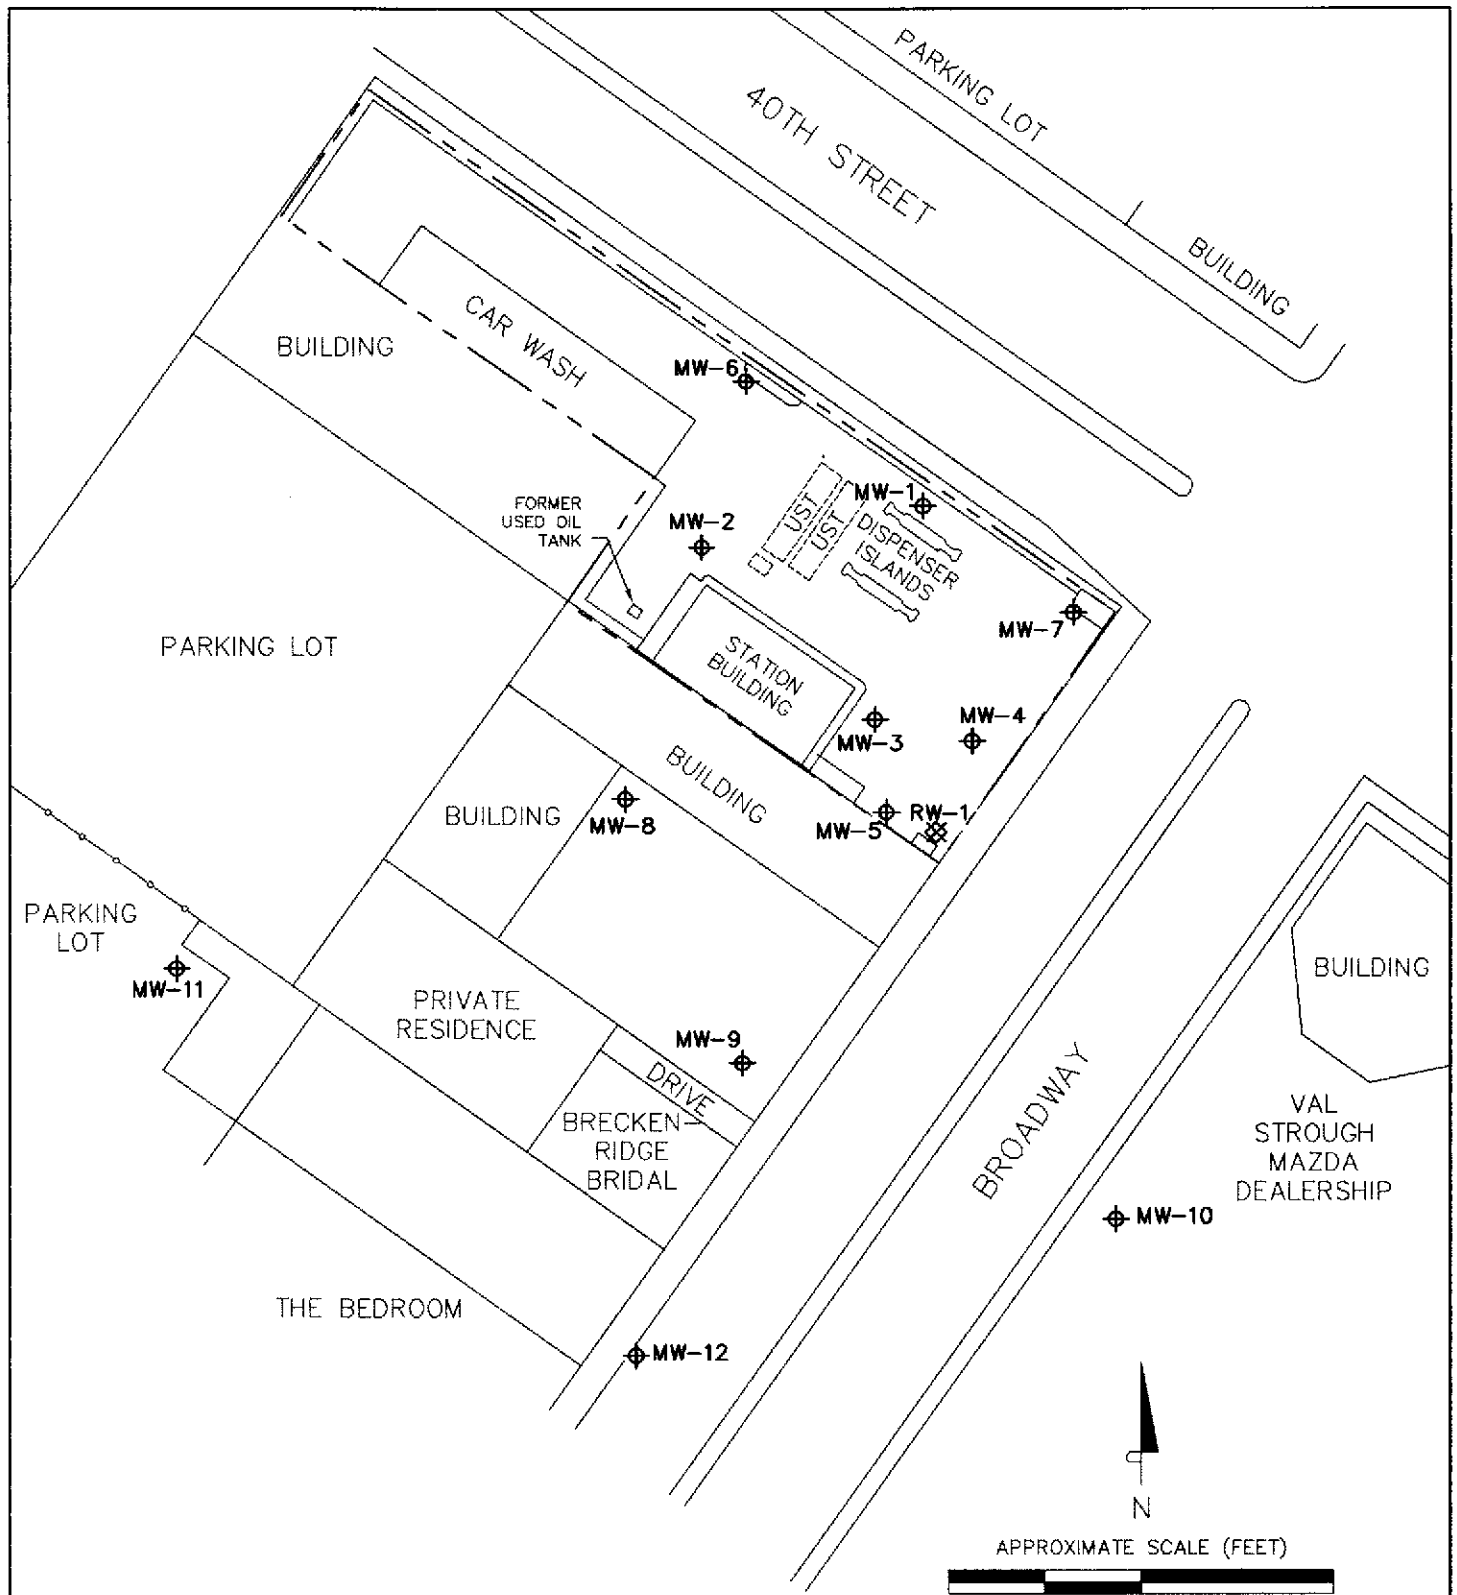 PARKING LOT
40TH STREET
BUILDING
CAR WASH
BUILDING
MW-6
MW-1
UST
UST
DISPENSER
ISLANDS
FORMER
USED OIL
TANK
MW-2
MW-7
PARKING LOT
STATION
BUILDING
MW-3
MW-4
BUILDING
BUILDING
MW-8
MW-5
RW-1
PARKING
LOT
MW-11
PRIVATE
RESIDENCE
MW-9
DRIVE
BRECKEN-
RIDGE
BRIDAL
BROADWAY
BUILDING
VAL
STROUGH
MAZDA
DEALERSHIP
MW-10
THE BEDROOM
MW-12
N
APPROXIMATE SCALE (FEET)